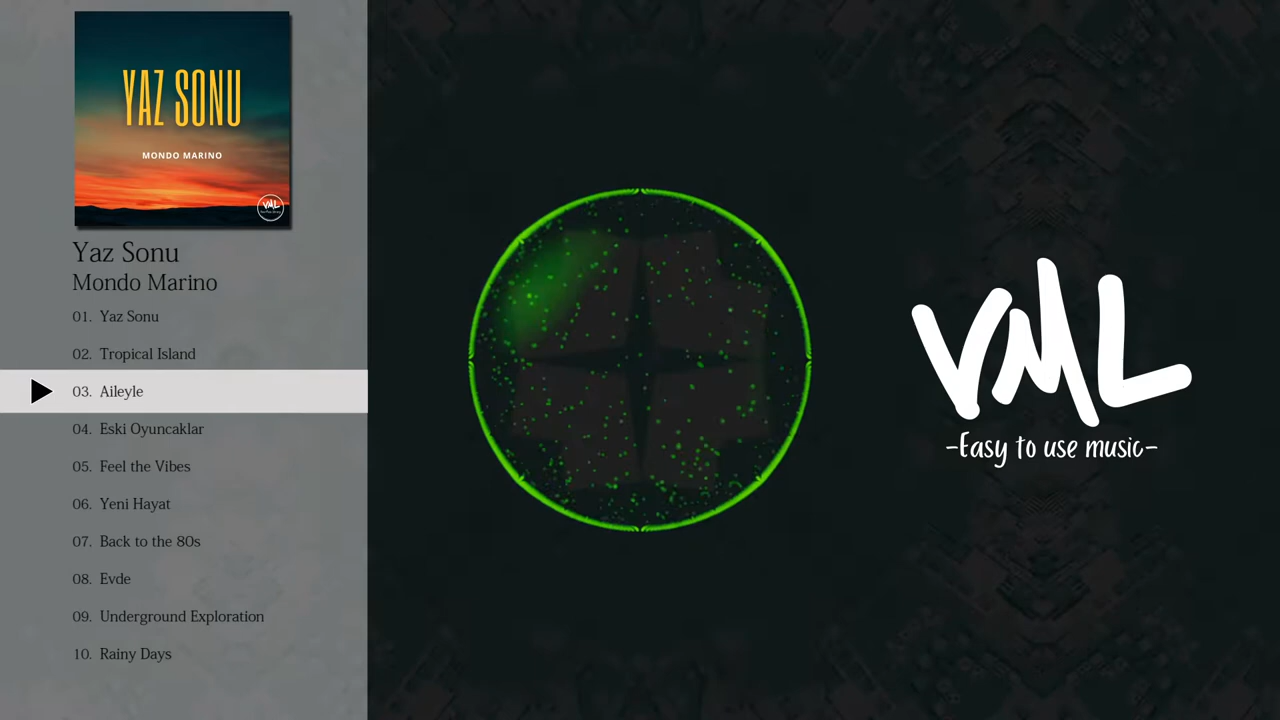 YAZ SONU
MONDO MARINO
VML
Yaz Sonu
Mondo Marino
01. Yaz Sonu
02. Tropical Island
03. Aileyle
04. Eski Oyuncaklar
05. Feel the Vibes
06. Yeni Hayat
07. Back to the 80s
08. Evde
09. Underground Exploration
10. Rainy Days
VML
-Easy to use music-